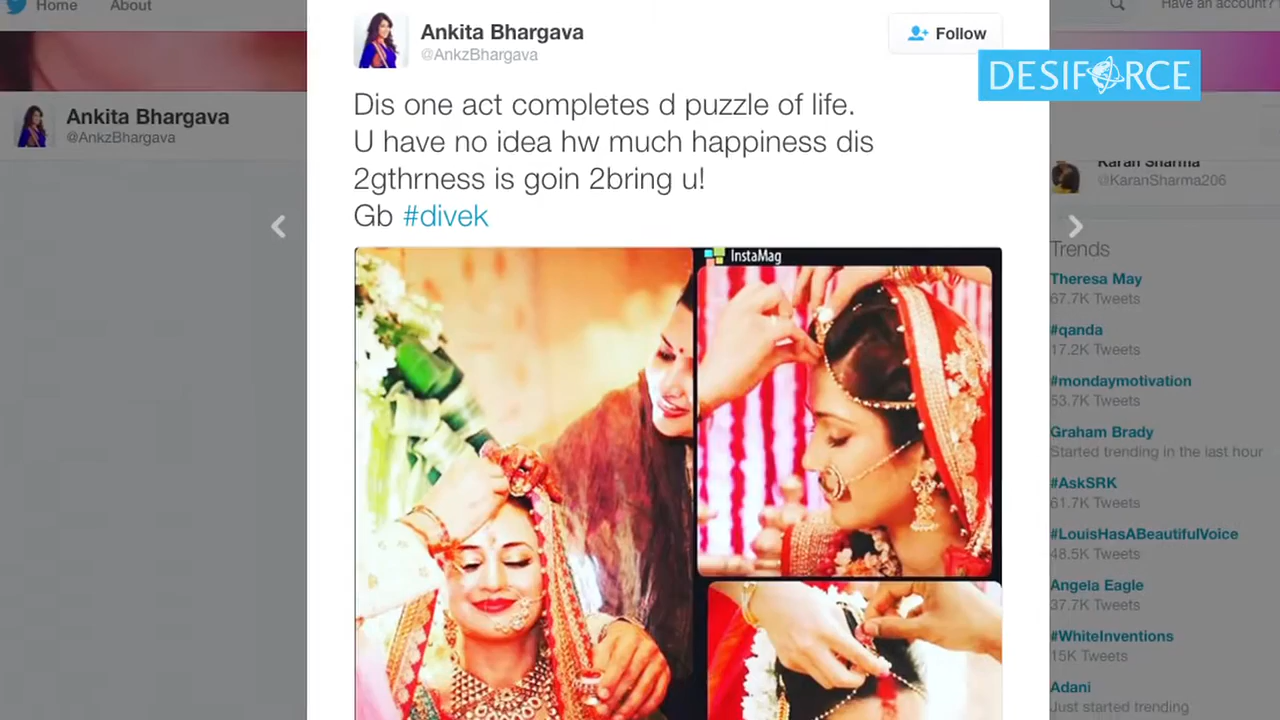 Home About
Have an account?
Ankita Bhargava
@AnkzBhargava
Follow
DESIFORCE
Ankita Bhargava
@AnkzBhargava
Dis one act completes d puzzle of life.
U have no idea hw much happiness dis
2gthrness is goin 2bring u!
Gb #divek
InstaMag
Karan Sharma
@KaranSharma206
Trends
Theresa May
67.7K Tweets
#qanda
17.2K Tweets
#mondaymotivation
53.7K Tweets
Graham Brady
Started trending in the last hour
#AskSRK
61.7K Tweets
#LouisHasABeautifulVoice
48.5K Tweets
Angela Eagle
37.7K Tweets
#WhiteInventions
15K Tweets
Adani
Just started trending